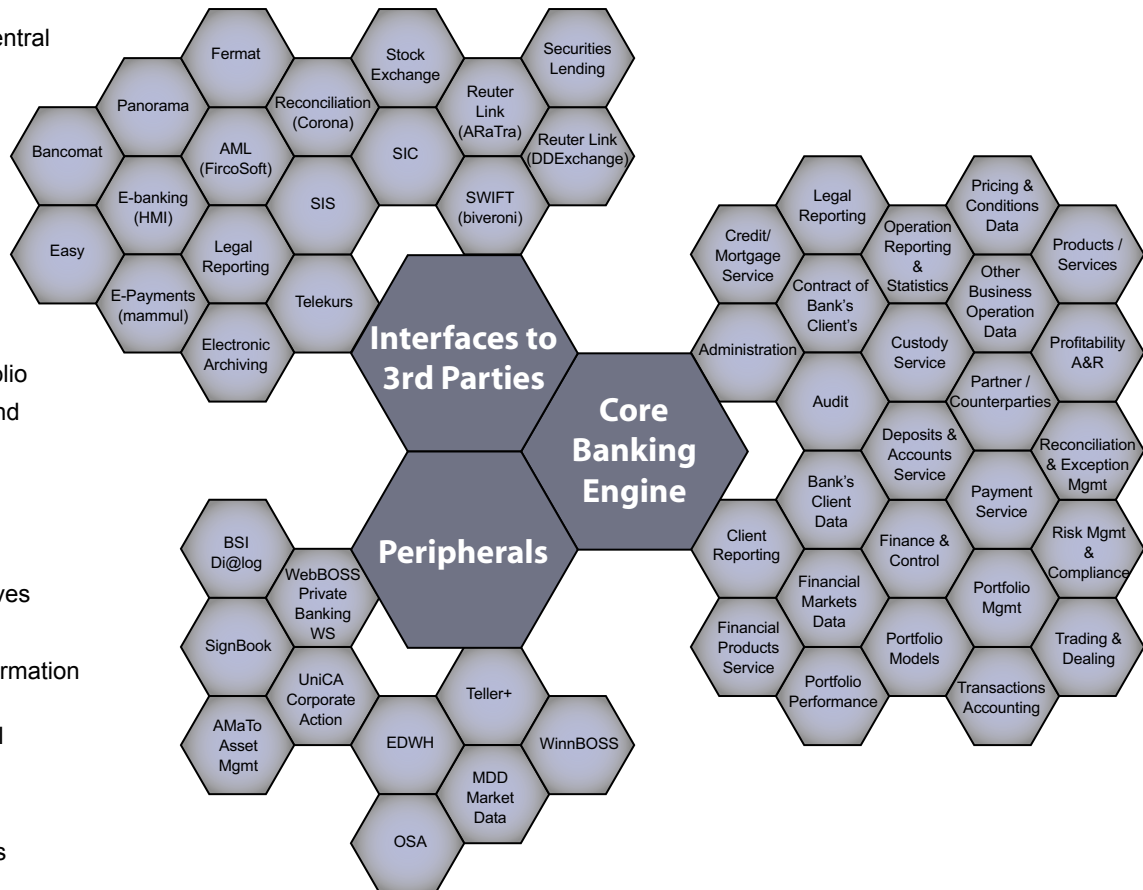 entral
Fermat
Stock
Exchange
Securities
Lending
Panorama
Reconciliation
(Corona)
Reuter
Link
(ARaTra)
Bancomat
AML
(FircoSoft)
SIC
Reuter Link
(DDExchange)
E-banking
(HMI)
SIS
SWIFT
(biveroni)
Easy
Legal
Reporting
E-Payments
(mammul)
Telekurs
Electronic
Archiving
Interfaces to
3rd Parties
olio
nd
Core
Banking
Engine
Peripherals
Legal
Reporting
Pricing &
Conditions
Data
Credit/
Mortgage
Service
Operation
Reporting
&
Statistics
Products /
Services
Contract of
Bank's
Client's
Other
Business
Operation
Data
Administration
Custody
Service
Profitability
A&R
Audit
Partner /
Counterparties
Deposits &
Accounts
Service
Reconciliation
& Exception
Mgmt
Bank's
Client
Data
Payment
Service
Client
Reporting
Finance &
Control
Risk Mgmt
&
Compliance
Financial
Markets
Data
Portfolio
Mgmt
Financial
Products
Service
Portfolio
Models
Trading &
Dealing
Portfolio
Performance
Transactions
Accounting
BSI
Di@log
WebBOSS
Private
Banking
WS
ves
SignBook
rmation
UniCA
Corporate
Action
Teller+
AMaTo
Asset
Mgmt
EDWH
WinnBOSS
MDD
Market
Data
OSA
s